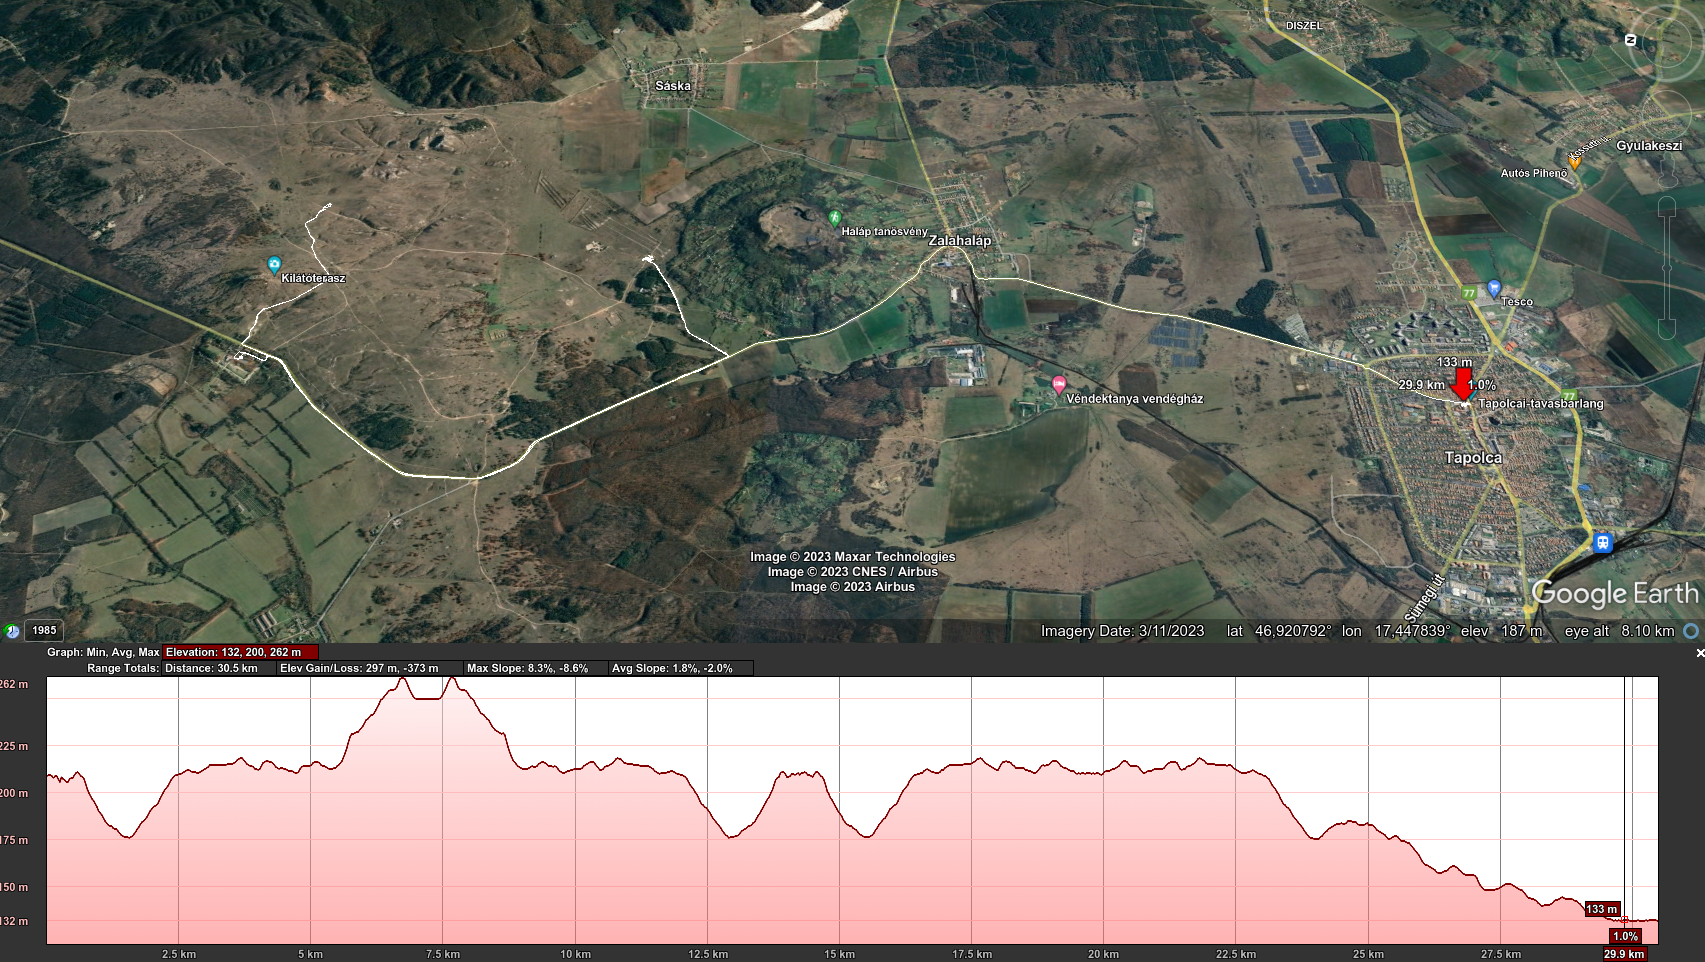 DISZEL
N
Sáska
Gyulakeszi
Autós Pihenő
Haláp tanösvény
Zalahaláp
Kilátóterasz
77
Tesco
133 m
29.9 km
1.0%
77
Véndektanya vendégház
Tapolcai-tavasbarlang
Tapolca
Image © 2023 Maxar Technologies
Image © 2023 CNES / Airbus
Image © 2023 Airbus
Sümegi út
Google Earth
1985
Imagery Date: 3/11/2023 lat 46,920792° lon 17,447839° elev 187 m eye alt 8.10 km
Graph: Min, Avg, Max Elevation: 132, 200, 262 m
Range Totals: Distance: 30.5 km Elev Gain/Loss: 297 m, -373 m Max Slope: 8.3%, -8.6% Avg Slope: 1.8%, -2.0%
262 m
225 m
200 m
175 m
150 m
132 m
133 m
1.0%
2.5 km 5 km 7.5 km 10 km 12.5 km 15 km 17.5 km 20 km 22.5 km 25 km 27.5 km 29.9 km